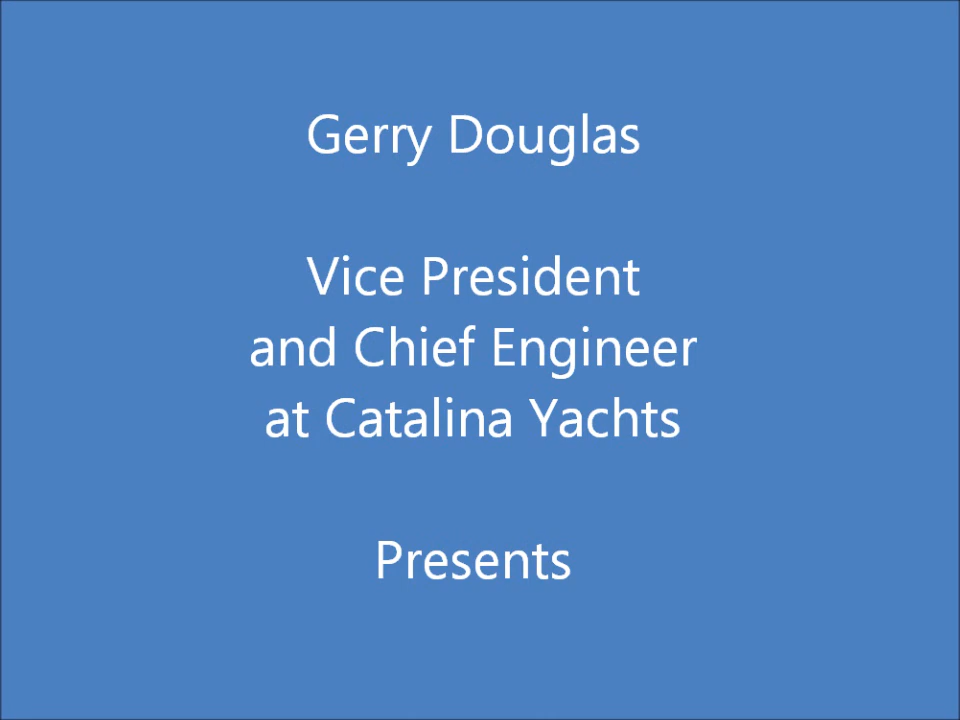 Gerry Douglas
Vice President
and Chief Engineer
at Catalina Yachts
Presents